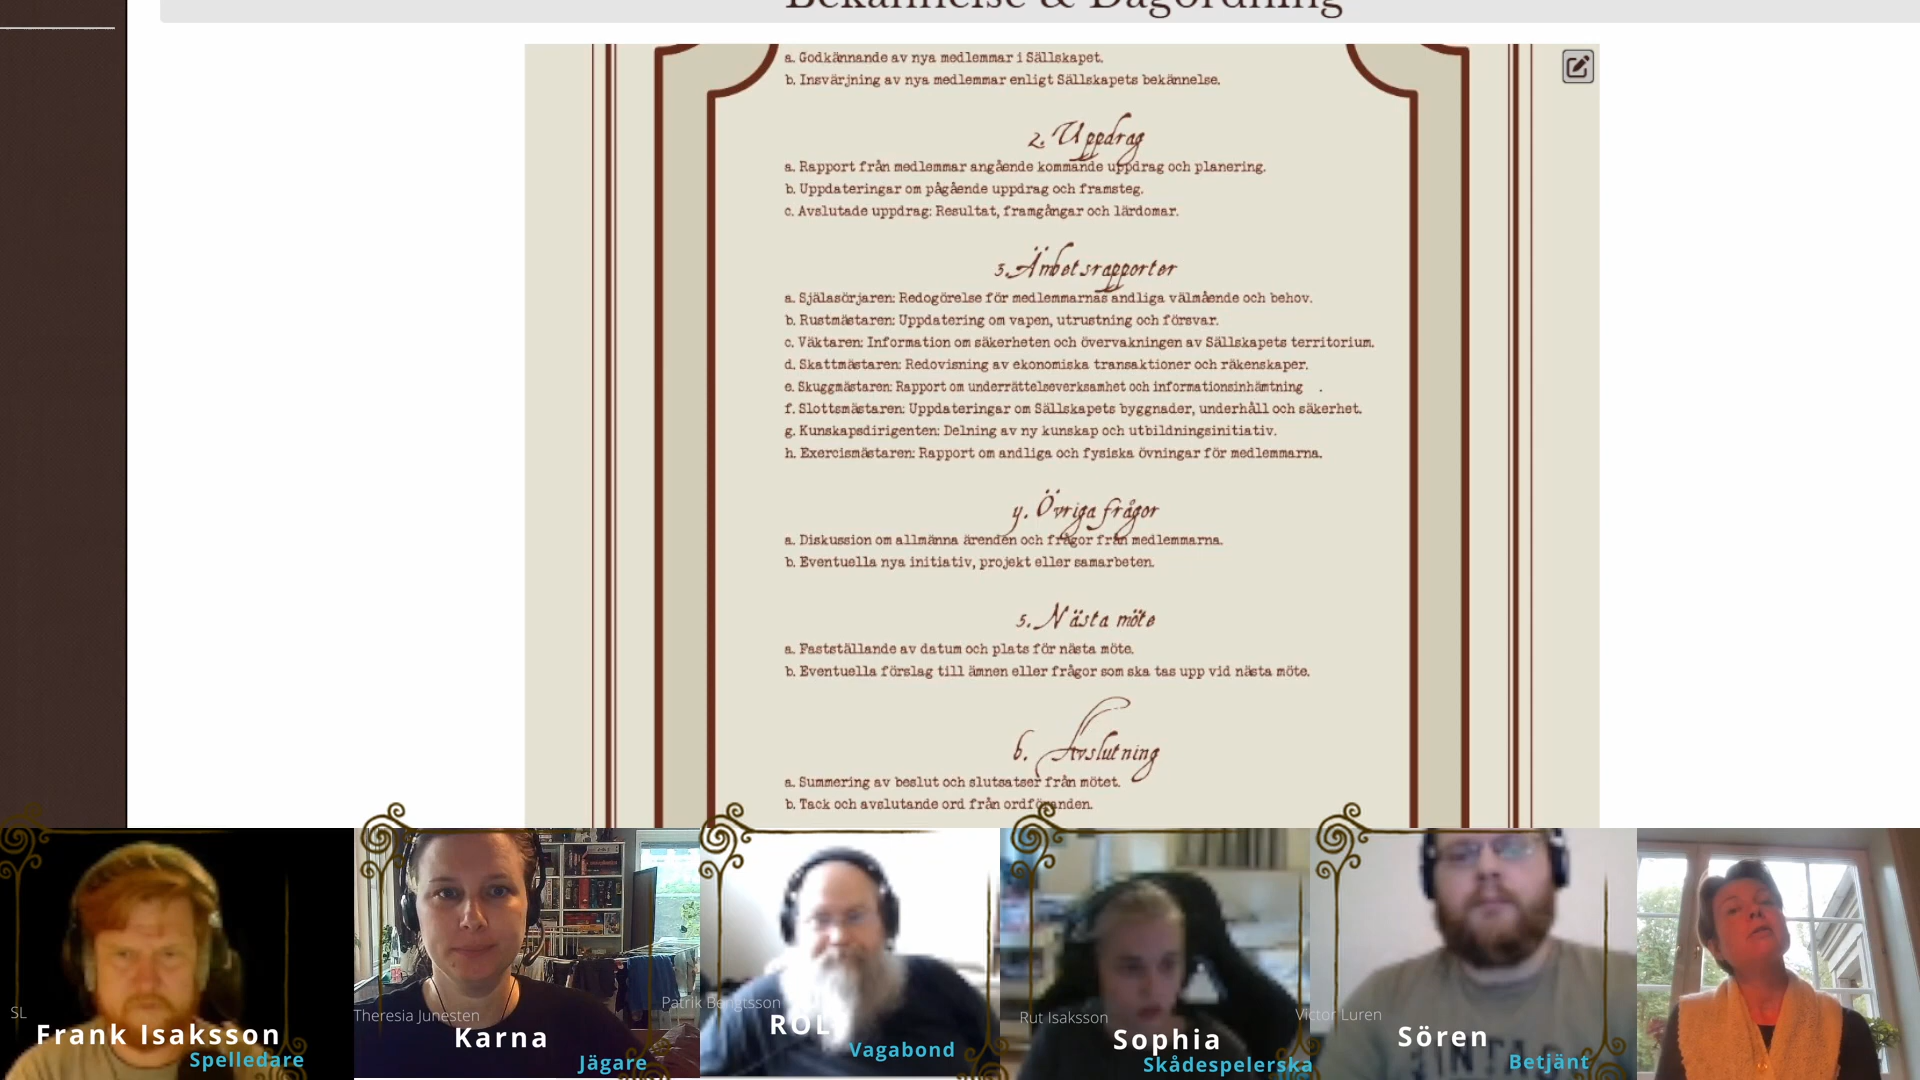 Bekännelse & Dagordning
a. Godkännande av nya medlemmar i Sällskapet.
b. Insvärjning av nya medlemmar enligt Sällskapets bekännelse.
2. Uppdrag
a. Rapport från medlemmar angående kommande uppdrag och planering.
b. Uppdateringar om pågående uppdrag och framsteg.
c. Avslutade uppdrag: Resultat, framgångar och lärdomar.
3. Ämbetsrapporter
a. Själasörjaren: Redogörelse för medlemmarnas andliga välmående och behov.
b. Rustmästaren: Uppdatering om vapen, utrustning och försvar.
c. Väktaren: Information om säkerheten och övervakningen av Sällskapets territorium.
d. Skattmästaren: Redovisning av ekonomiska transaktioner och räkenskaper.
e. Skuggmästaren: Rapport om underrättelseverksamhet och informationsinhämtning .
f. Slottsmästaren: Uppdateringar om Sällskapets byggnader, underhåll och säkerhet.
g. Kunskapsdirigenten: Delning av ny kunskap och utbildningsinitiativ.
h. Exercismästaren: Rapport om andliga och fysiska övningar för medlemmarna.
4. Övriga frågor
a. Diskussion om allmänna ärenden och frågor från medlemmarna.
b. Eventuella nya initiativ, projekt eller samarbeten.
5. Nästa möte
a. Fastställande av datum och plats för nästa möte.
b. Eventuella förslag till ämnen eller frågor som ska tas upp vid nästa möte.
6. Avslutning
a. Summering av beslut och slutsatser från mötet.
b. Tack och avslutande ord från ordföranden.
SL
Frank Isaksson
Spelledare
Theresia Junesten
Karna
Jägare
Patrik Bengtsson
ROL
Vagabond
Rut Isaksson
Sophia
Skådespelerska
Victor Luren
Sören
Betjänt